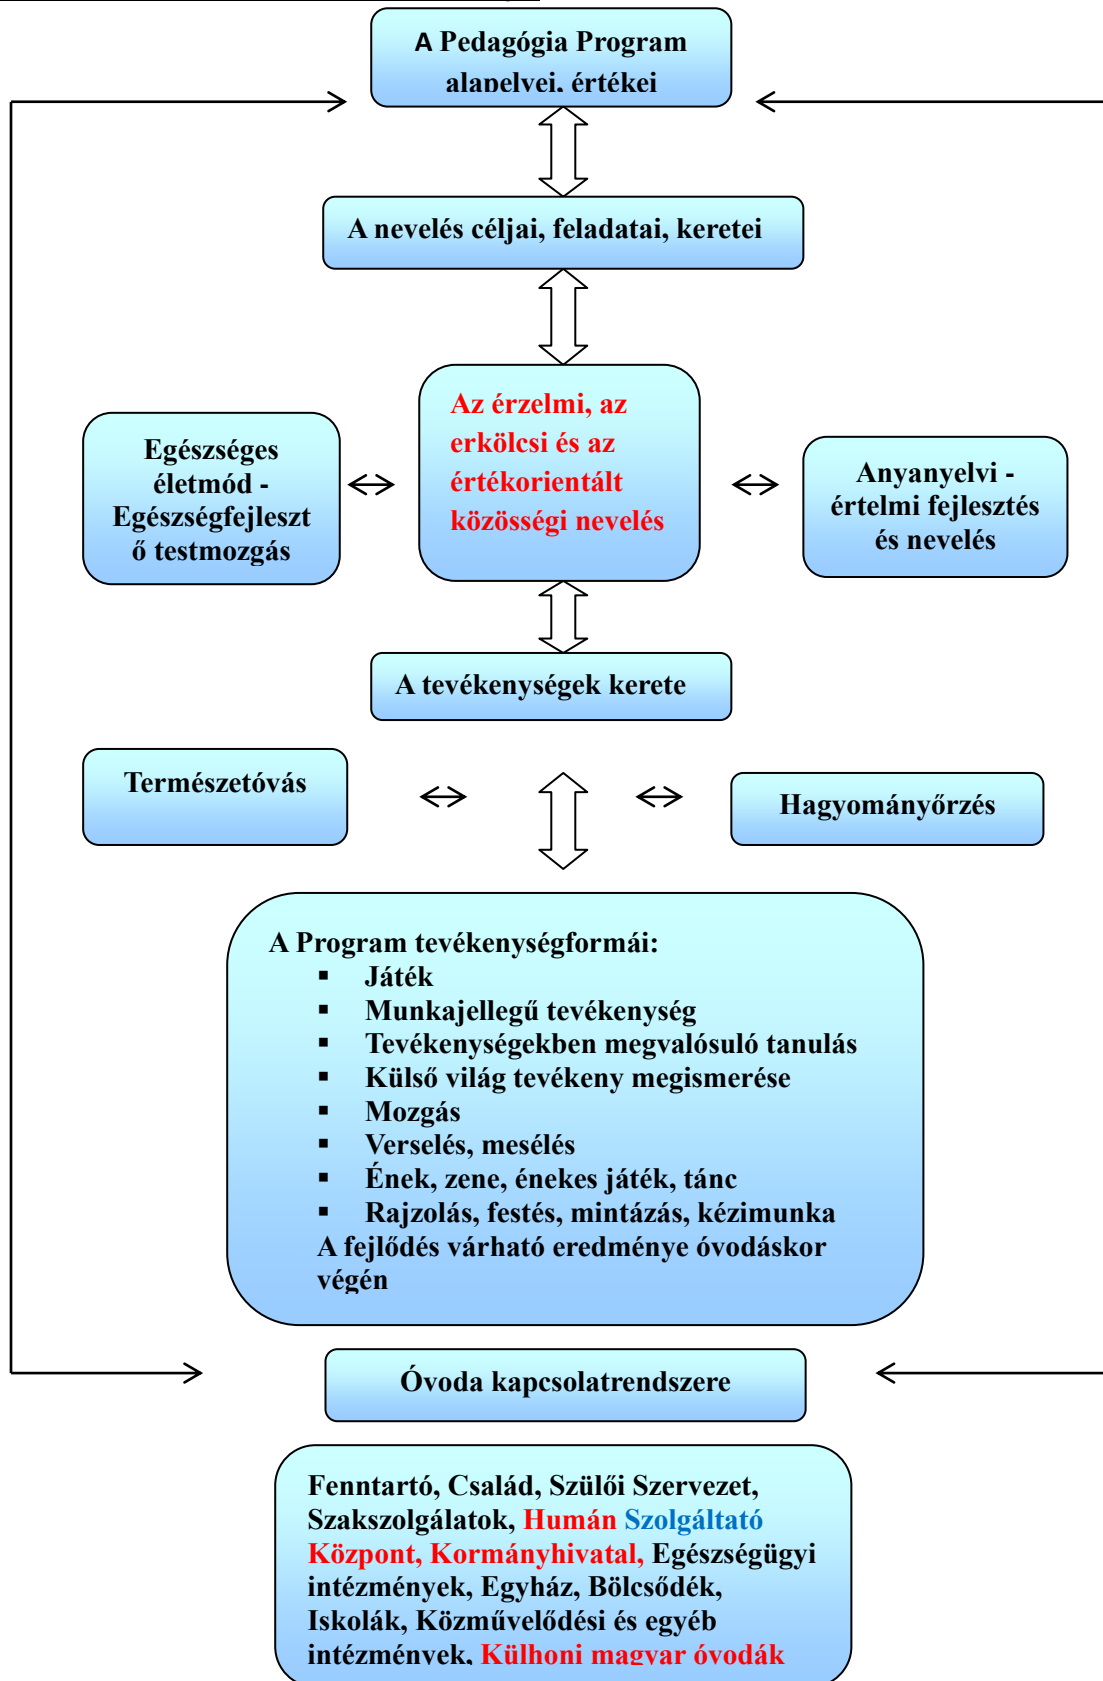 A Pedagógia Program
alapelvei, értékei
A nevelés céljai, feladatai, keretei
Az érzelmi, az
erkölcsi és az
értékorientált
közösségi nevelés
Egészséges
életmód -
Egészségfejleszt
ő testmozgás
Anyanyelvi -
értelmi fejlesztés
és nevelés
A tevékenységek kerete
Természetóvás
Hagyományőrzés
A Program tevékenységformái:
▪ Játék
▪ Munkajellegű tevékenység
▪ Tevékenységekben megvalósuló tanulás
▪ Külső világ tevékeny megismerése
▪ Mozgás
▪ Verselés, mesélés
▪ Ének, zene, énekes játék, tánc
▪ Rajzolás, festés, mintázás, kézimunka
A fejlődés várható eredménye óvodáskor
végén
Óvoda kapcsolatrendszere
Fenntartó, Család, Szülői Szervezet,
Szakszolgálatok, Humán Szolgáltató
Központ, Kormányhivatal, Egészségügyi
intézmények, Egyház, Bölcsődék,
Iskolák, Közművelődési és egyéb
intézmények, Külhoni magyar óvodák